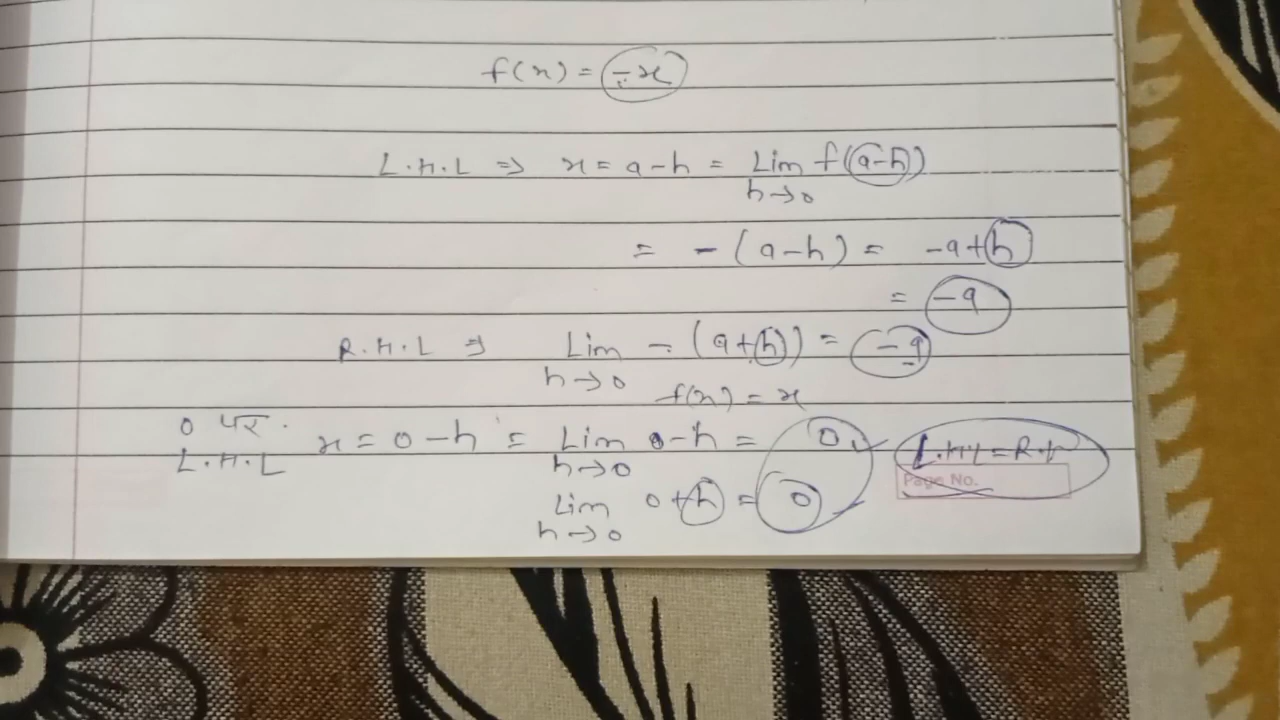 f(x) = -x
L.H.L ⇒ x = a-h = Lim f(a-h)
h→0
= -(a-h) = -a+h
= -a
R.H.L ⇒ Lim - (a+h) = -a
h→0
f(x) = x
0 पर
L.H.L x = 0-h = Lim 0-h = 0 L.H.L = R.H
h→0
Page No.
Lim 0+h = 0
h→0